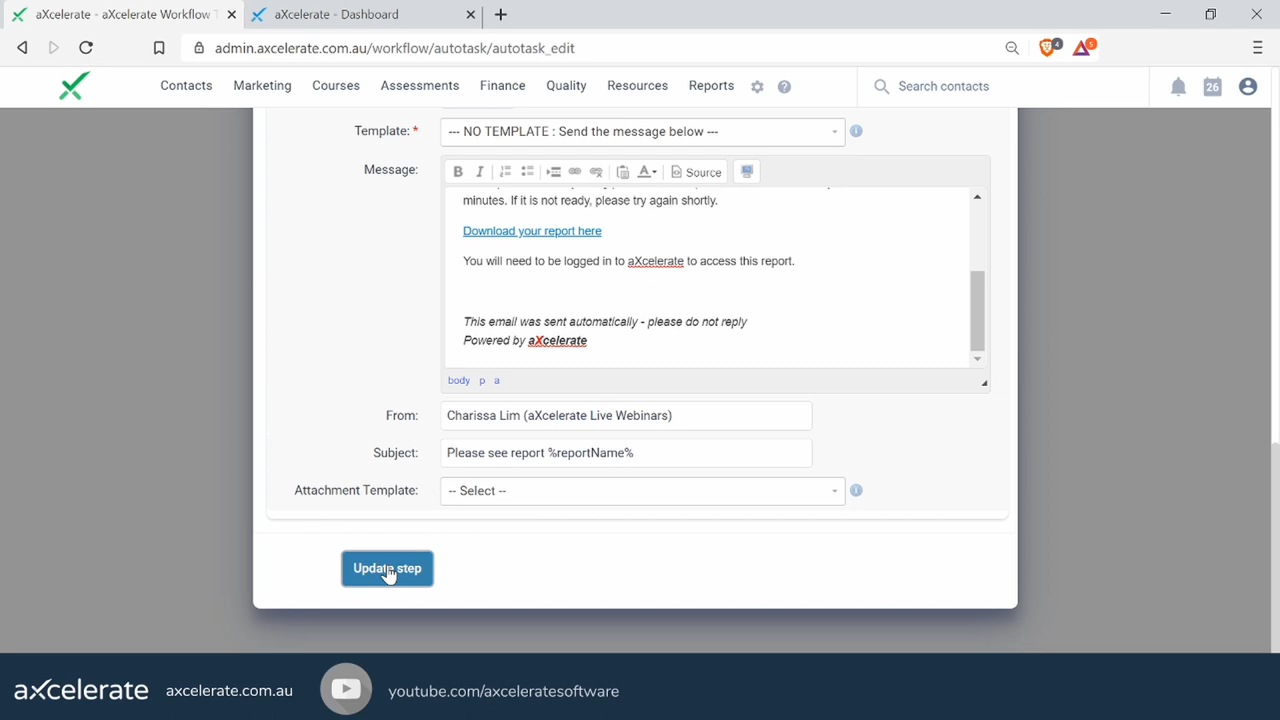 aXcelerate - aXcelerate Workflow T
aXcelerate - Dashboard
admin.axcelerate.com.au/workflow/autotask/autotask_edit
4
5
Contacts
Marketing
Courses
Assessments
Finance
Quality
Resources
Reports
Search contacts
26
Template: *
--- NO TEMPLATE : Send the message below ---
Message:
B I Source
minutes. If it is not ready, please try again shortly.
Download your report here
You will need to be logged in to aXcelerate to access this report.
This email was sent automatically - please do not reply
Powered by aXcelerate
body p a
From:
Charissa Lim (aXcelerate Live Webinars)
Subject:
Please see report %reportName%
Attachment Template:
-- Select --
Update step
axcelerate
axcelerate.com.au
youtube.com/axceleratesoftware